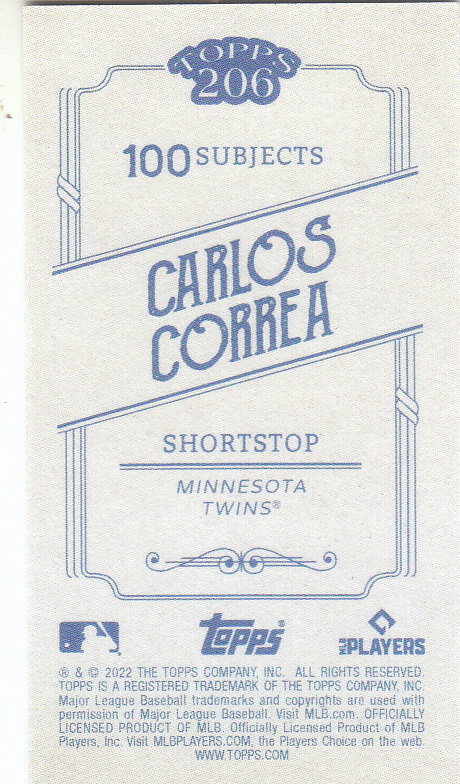 TOPPS
206
100 SUBJECTS
CARLOS
CORREA
SHORTSTOP
MINNESOTA
TWINS®
topps®
MLB PLAYERS
® & © 2022 THE TOPPS COMPANY, INC. ALL RIGHTS RESERVED.
TOPPS IS A REGISTERED TRADEMARK OF THE TOPPS COMPANY, INC.
Major League Baseball trademarks and copyrights are used with
permission of Major League Baseball. Visit MLB.com. OFFICIALLY
LICENSED PRODUCT OF MLB. Officially Licensed Product of MLB
Players, Inc. Visit MLBPLAYERS.COM, the Players Choice on the web.
WWW.TOPPS.COM